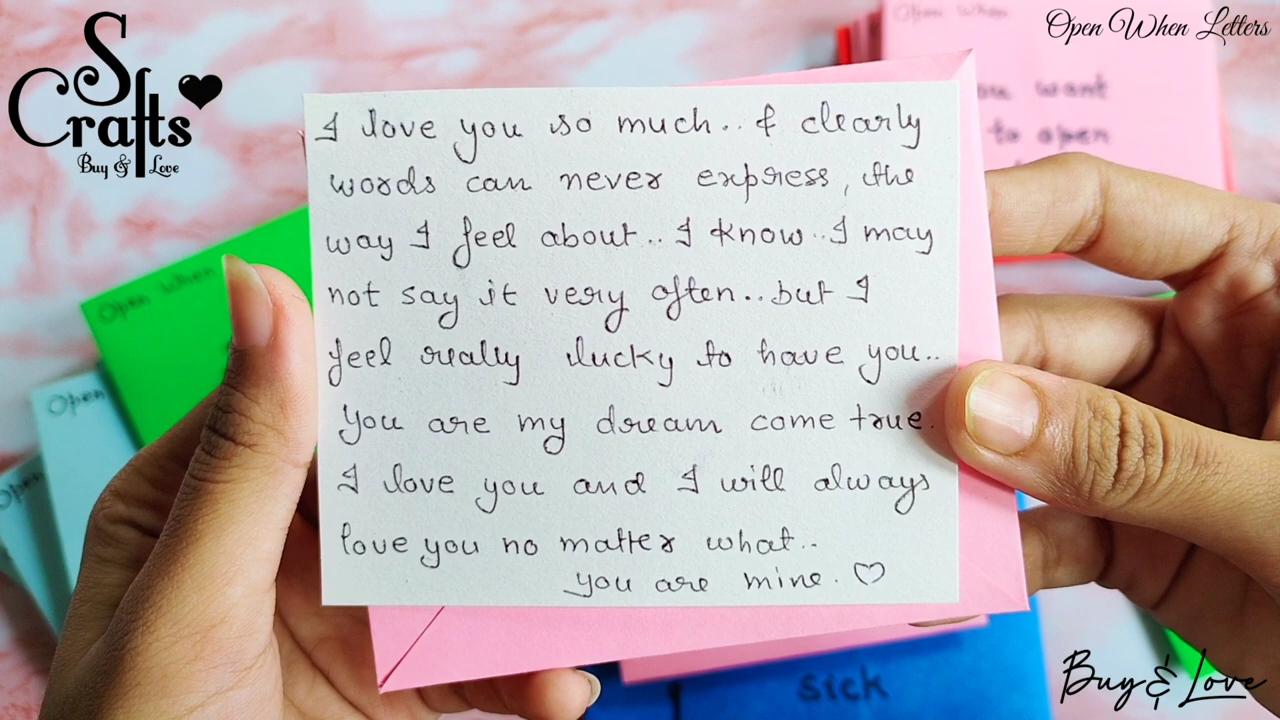 S Crafts
Buy & Love
Open When Letters
Open When
you want
to open
I love you so much.. & clearly
words can never express, the
way I feel about.. I know.. I may
not say it very often.. but I
feel really lucky to have you..
You are my dream come true.
I love you and I will always
love you no matter what..
you are mine. ♡
Open When
Open
Open
sick
Buy & Love